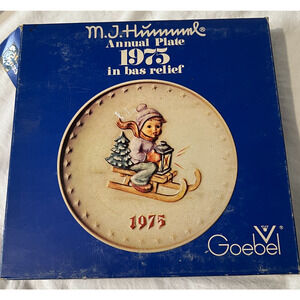 M.J.Hummel®
Annual Plate
1975
in bas relief
1975
Goebel